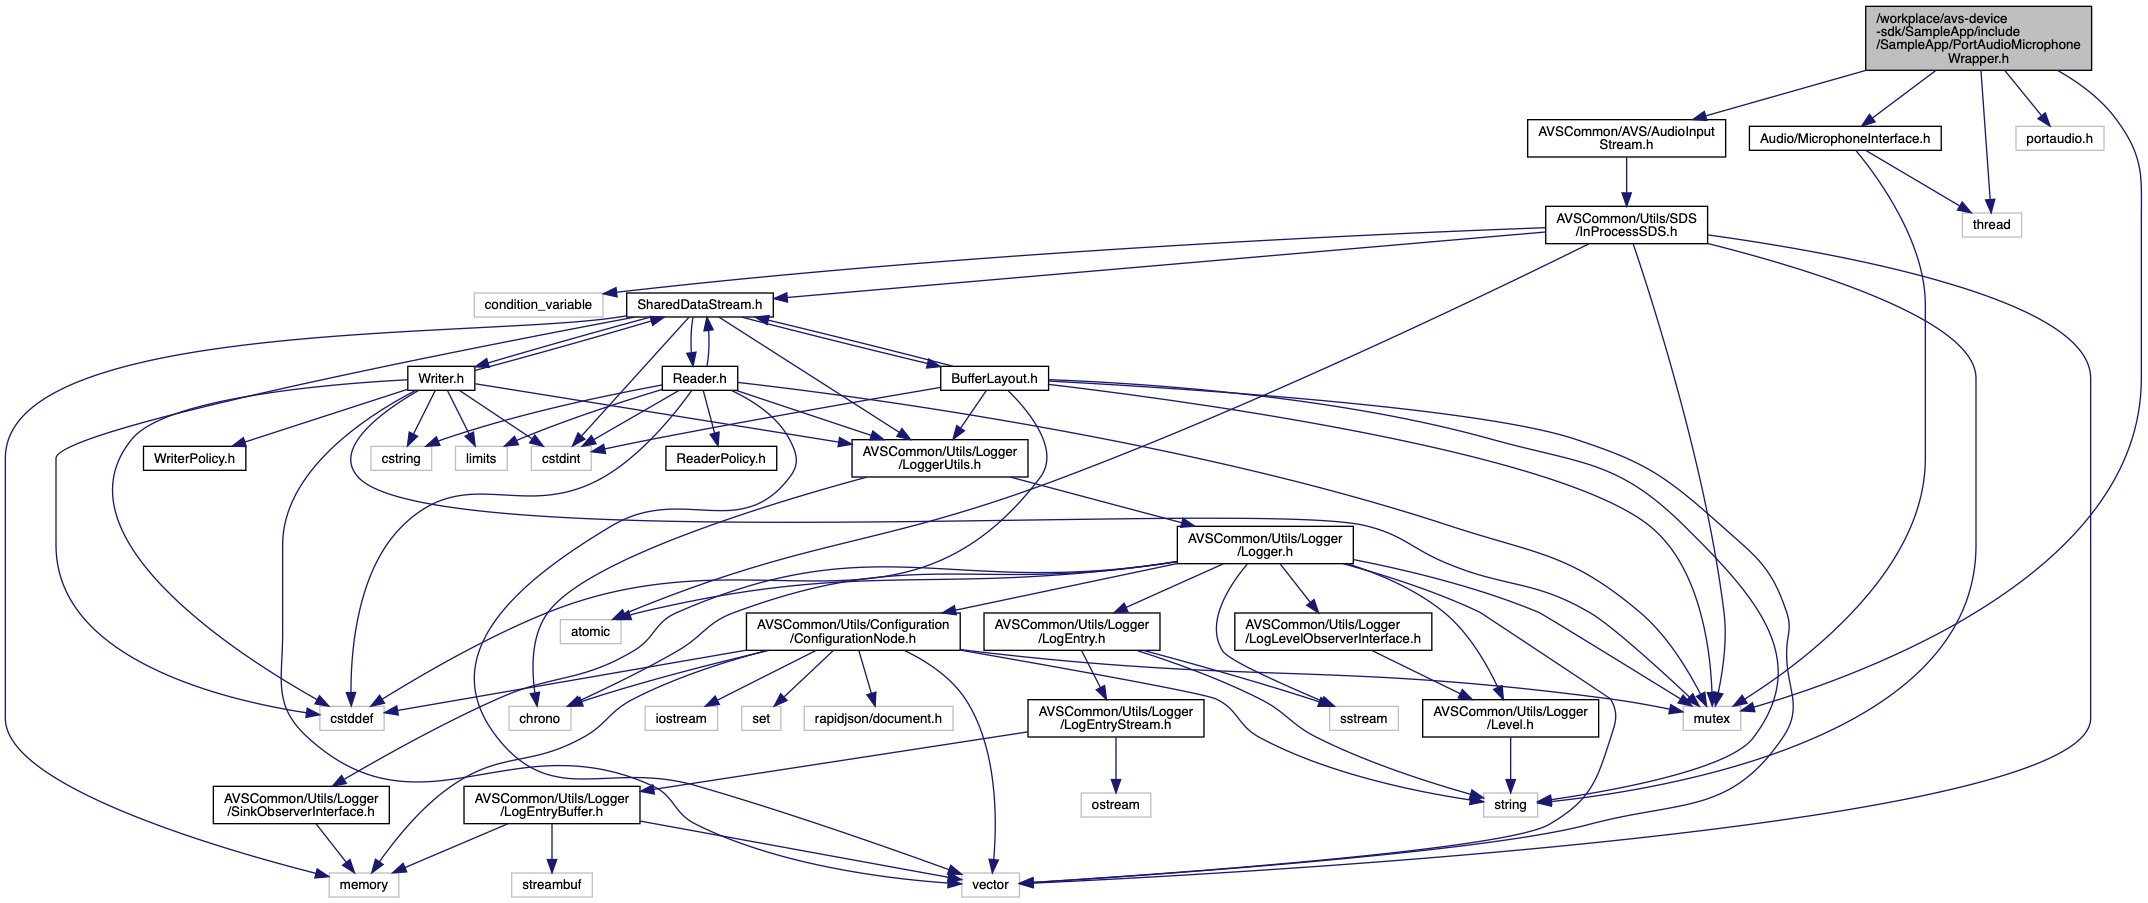 /workplace/avs-device
-sdk/SampleApp/include
/SampleApp/PortAudioMicrophone
Wrapper.h
AVSCommon/AVS/AudioInput
Stream.h
Audio/MicrophoneInterface.h
portaudio.h
AVSCommon/Utils/SDS
/InProcessSDS.h
thread
condition_variable
SharedDataStream.h
Writer.h
Reader.h
BufferLayout.h
WriterPolicy.h
cstring
limits
cstdint
ReaderPolicy.h
AVSCommon/Utils/Logger
/LoggerUtils.h
AVSCommon/Utils/Logger
/Logger.h
atomic
AVSCommon/Utils/Configuration
/ConfigurationNode.h
AVSCommon/Utils/Logger
/LogEntry.h
AVSCommon/Utils/Logger
/LogLevelObserverInterface.h
cstddef
chrono
iostream
set
rapidjson/document.h
AVSCommon/Utils/Logger
/LogEntryStream.h
sstream
AVSCommon/Utils/Logger
/Level.h
mutex
AVSCommon/Utils/Logger
/SinkObserverInterface.h
AVSCommon/Utils/Logger
/LogEntryBuffer.h
ostream
string
memory
streambuf
vector